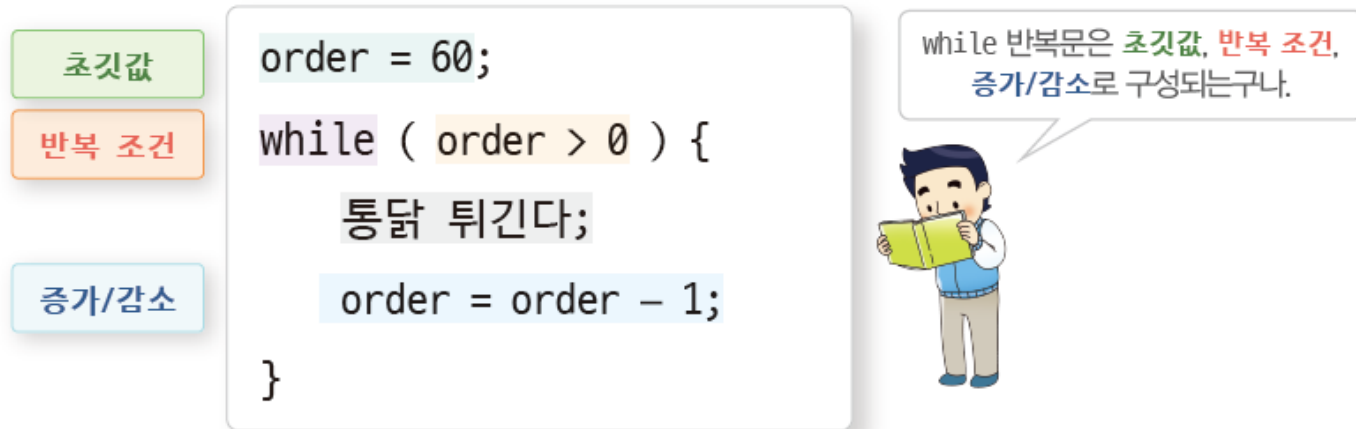 초깃값
반복 조건
증가/감소
order = 60;
while ( order > 0 ) {
통닭 튀긴다;
order = order – 1;
}
while 반복문은 초깃값, 반복 조건,
증가/감소로 구성되는구나.